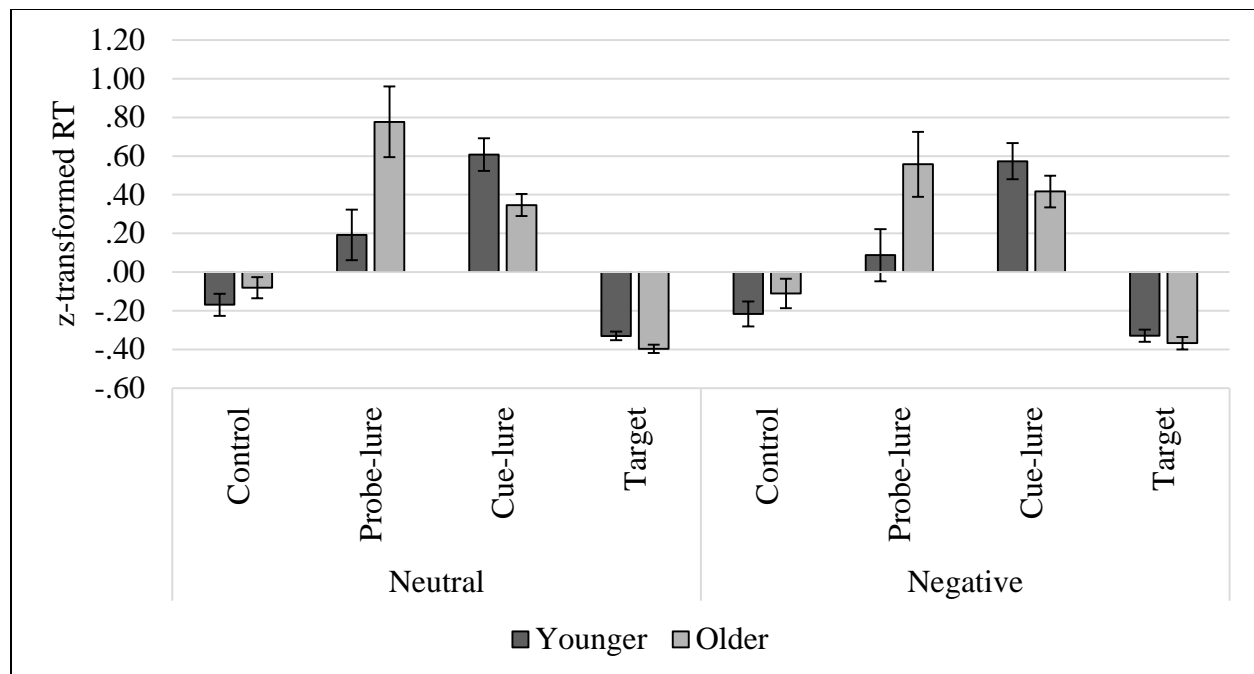 z-transformed RT
1.20
1.00
.80
.60
.40
.20
.00
-.20
-.40
-.60
Control
Probe-lure
Cue-lure
Target
Control
Probe-lure
Cue-lure
Target
Neutral
Negative
Younger
Older